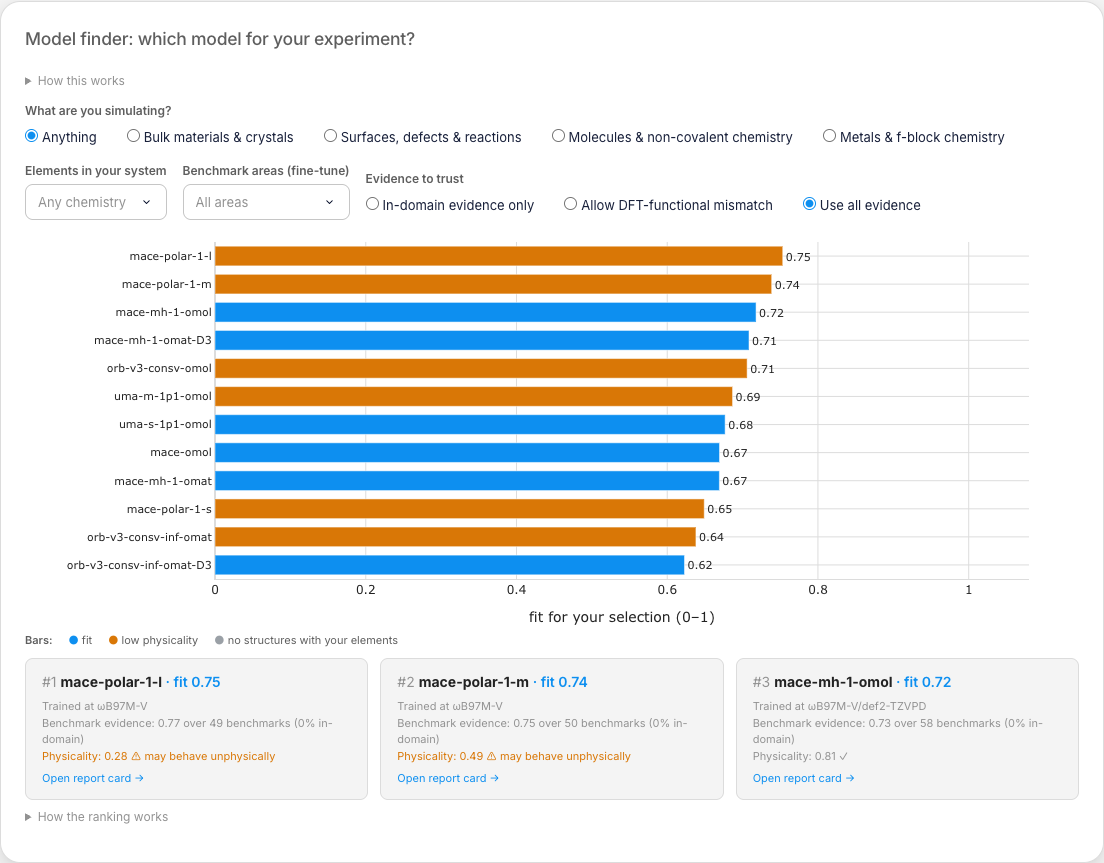 Model finder: which model for your experiment?
▶ How this works
What are you simulating?
Anything Bulk materials & crystals Surfaces, defects & reactions Molecules & non-covalent chemistry Metals & f-block chemistry
Elements in your system Benchmark areas (fine-tune) Evidence to trust
Any chemistry All areas In-domain evidence only Allow DFT-functional mismatch Use all evidence
mace-polar-1-l 0.75
mace-polar-1-m 0.74
mace-mh-1-omol 0.72
mace-mh-1-omat-D3 0.71
orb-v3-consv-omol 0.71
uma-m-1p1-omol 0.69
uma-s-1p1-omol 0.68
mace-omol 0.67
mace-mh-1-omat 0.67
mace-polar-1-s 0.65
orb-v3-consv-inf-omat 0.64
orb-v3-consv-inf-omat-D3 0.62
0 0.2 0.4 0.6 0.8 1
fit for your selection (0–1)
Bars: fit low physicality no structures with your elements
#1 mace-polar-1-l · fit 0.75
Trained at ωB97M-V
Benchmark evidence: 0.77 over 49 benchmarks (0% in-
domain)
Physicality: 0.28 ⚠ may behave unphysically
Open report card →
#2 mace-polar-1-m · fit 0.74
Trained at ωB97M-V
Benchmark evidence: 0.75 over 50 benchmarks (0% in-
domain)
Physicality: 0.49 ⚠ may behave unphysically
Open report card →
#3 mace-mh-1-omol · fit 0.72
Trained at ωB97M-V/def2-TZVPD
Benchmark evidence: 0.73 over 58 benchmarks (0% in-
domain)
Physicality: 0.81 ✓
Open report card →
▶ How the ranking works